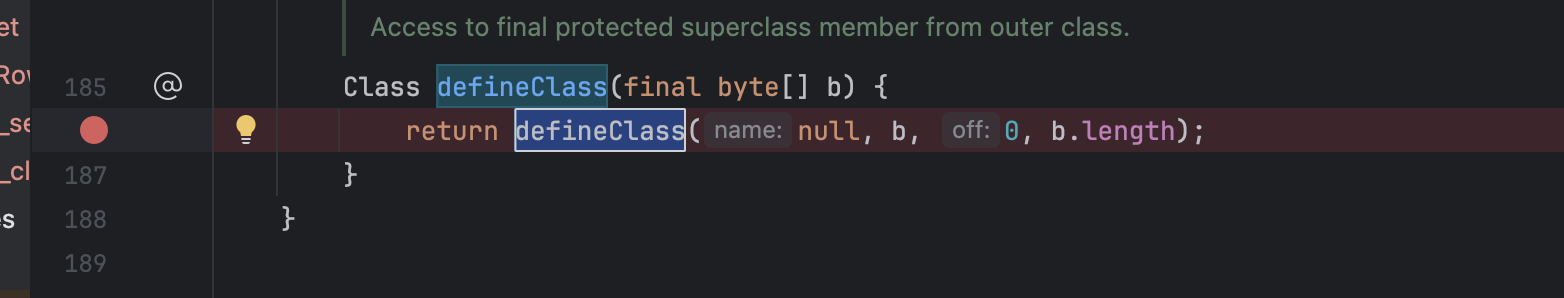 et
Access to final protected superclass member from outer class.
Rov
185 @ Class defineClass(final byte[] b) {
_se
return defineClass( name: null, b, off: 0, b.length);
_cl
187 }
es
188 }
189